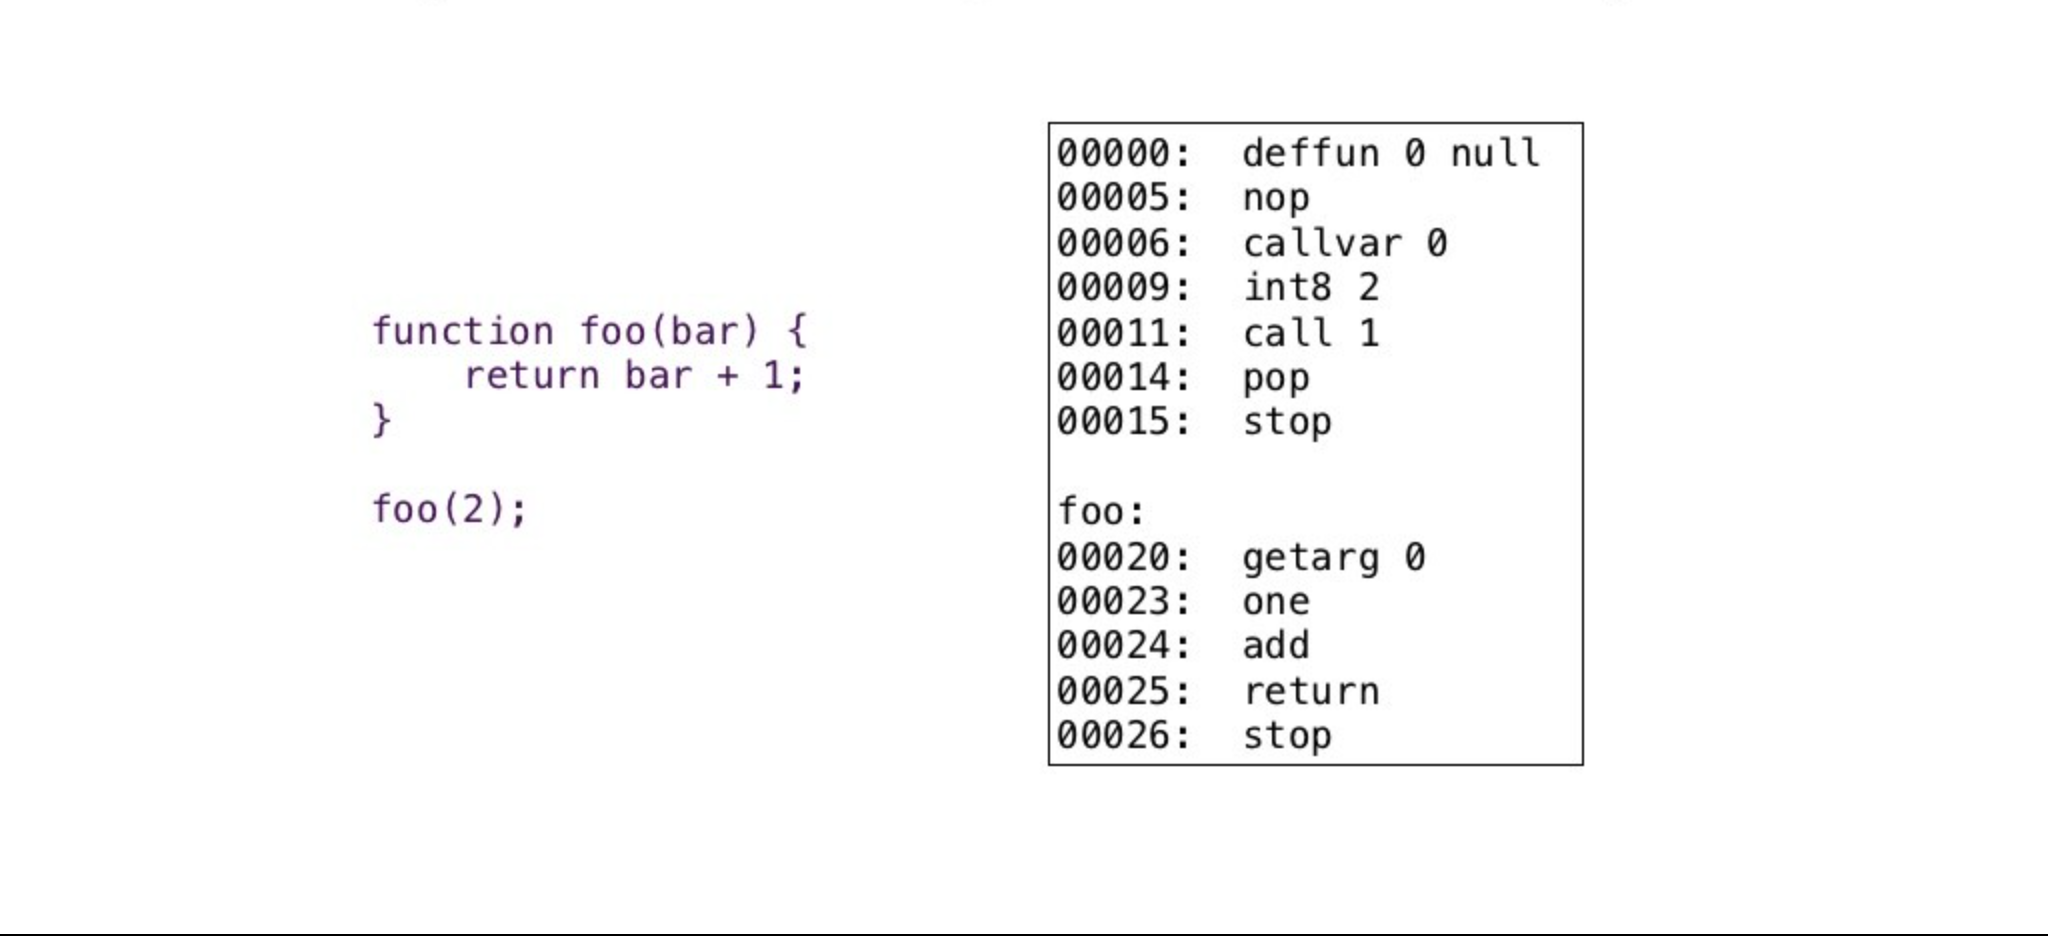 function foo(bar) {
    return bar + 1;
}

foo(2);

00000:  deffun 0 null
00005:  nop
00006:  callvar 0
00009:  int8 2
00011:  call 1
00014:  pop
00015:  stop

foo:
00020:  getarg 0
00023:  one
00024:  add
00025:  return
00026:  stop